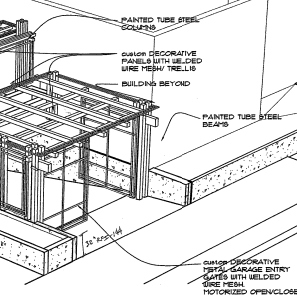 PAINTED TUBE STEEL
COLUMNS
custom DECORATIVE
PANELS WITH WELDED
WIRE MESH/ TRELLIS
BUILDING BEYOND
PAINTED TUBE STEEL
BEAMS
custom DECORATIVE
METAL GARAGE ENTRY
GATES WITH WELDED
WIRE MESH.
MOTORIZED OPEN/CLOSE